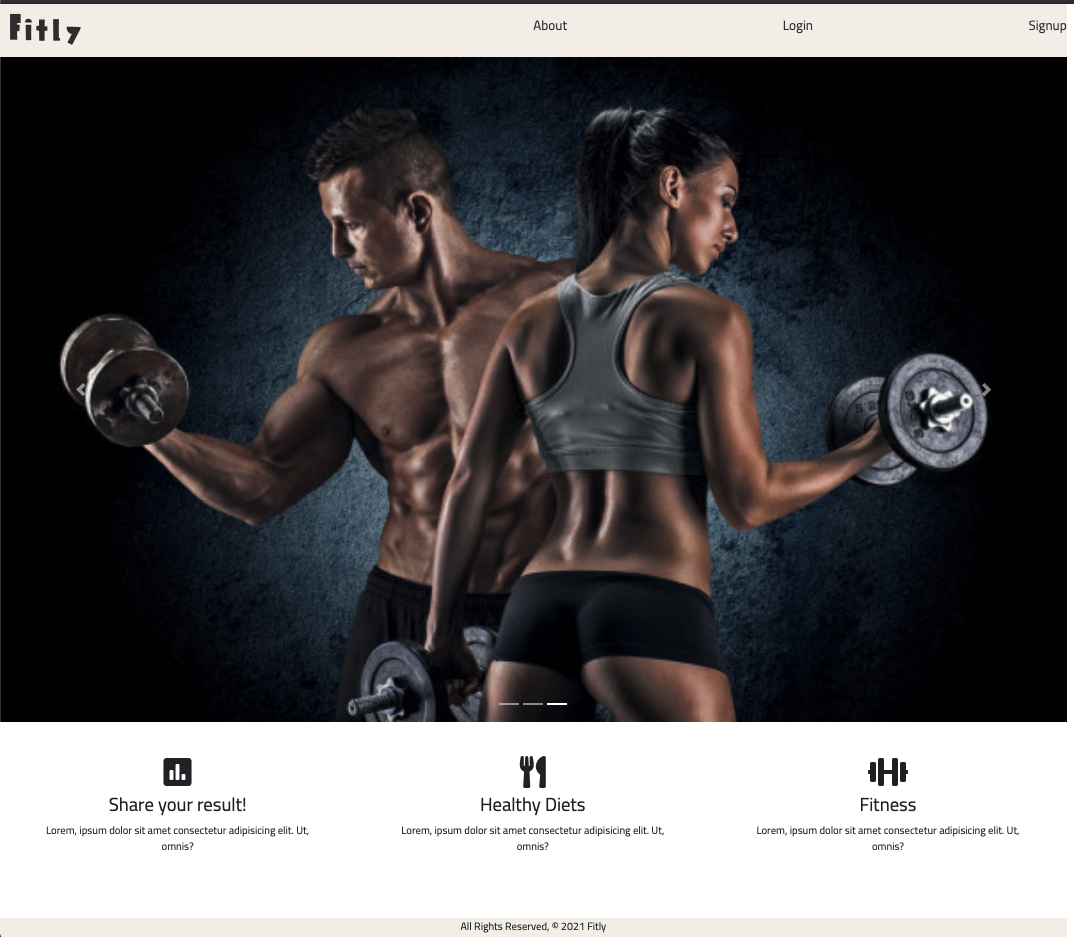 Fitly
About
Login
Signup
Share your result!
Lorem, ipsum dolor sit amet consectetur adipisicing elit. Ut,
omnis?
Healthy Diets
Lorem, ipsum dolor sit amet consectetur adipisicing elit. Ut,
omnis?
Fitness
Lorem, ipsum dolor sit amet consectetur adipisicing elit. Ut,
omnis?
All Rights Reserved, © 2021 Fitly